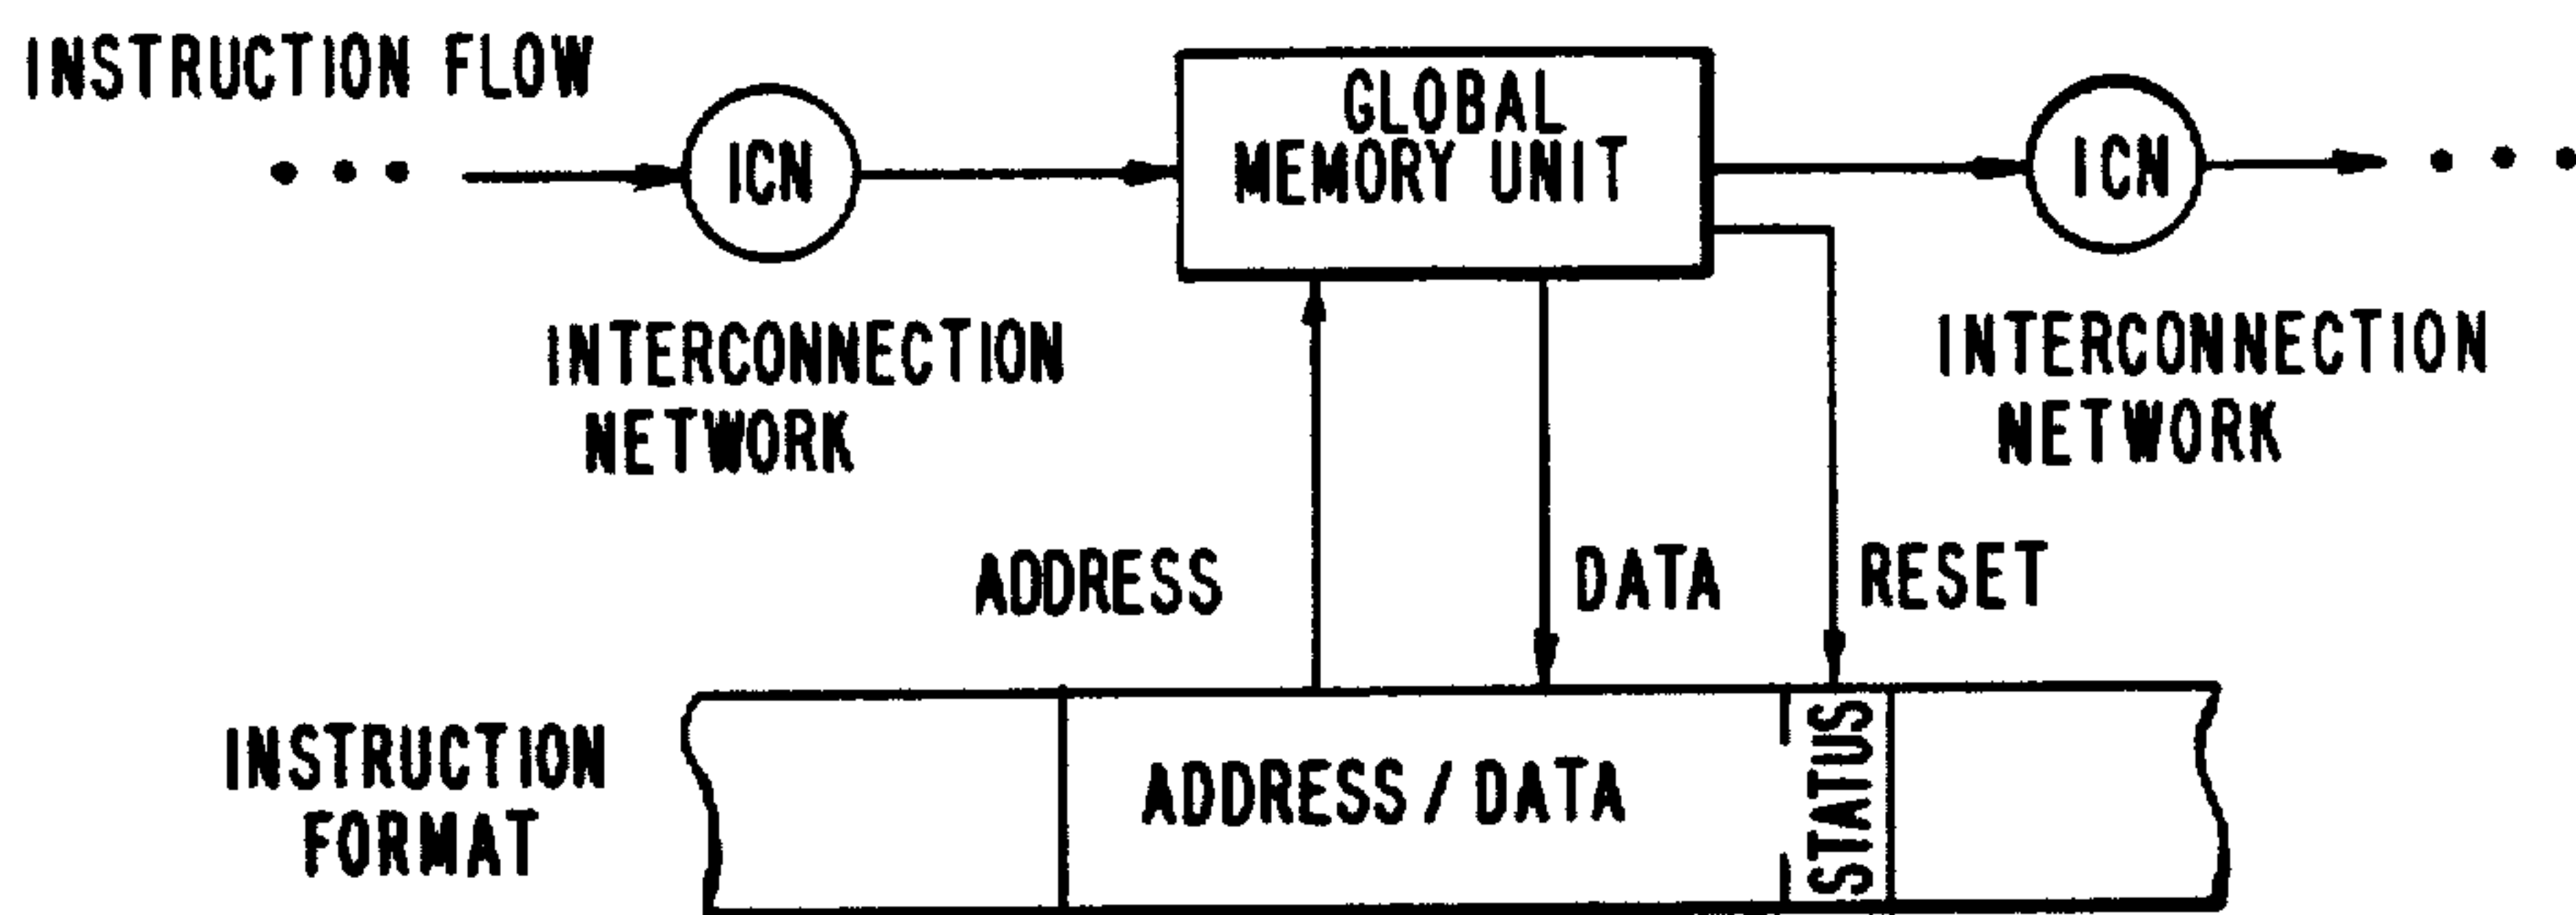 INSTRUCTION FLOW
ICN
GLOBAL
MEMORY UNIT
ICN
INTERCONNECTION
NETWORK
INTERCONNECTION
NETWORK
ADDRESS
DATA
RESET
INSTRUCTION
FORMAT
ADDRESS / DATA
STATUS